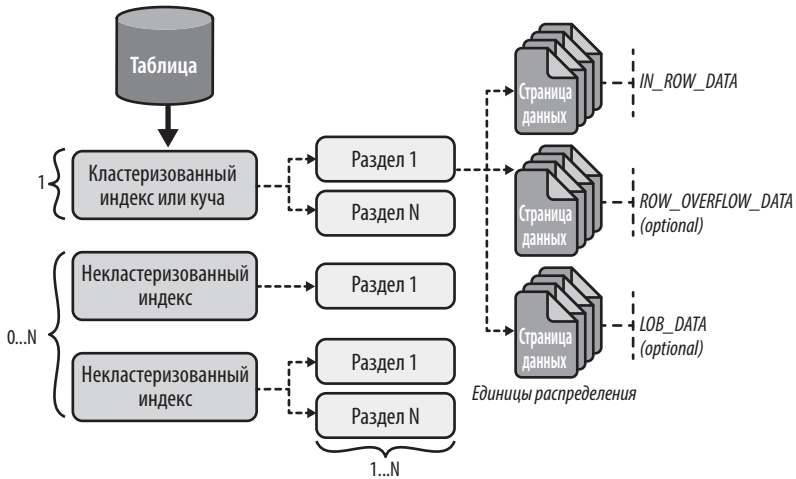 Таблица
1
Кластеризованный
индекс или куча
Раздел 1
Раздел N
Некластеризованный
индекс
Раздел 1
0...N
Некластеризованный
индекс
Раздел 1
Раздел N
1...N
Страница
данных
IN_ROW_DATA
Страница
данных
ROW_OVERFLOW_DATA
(optional)
Страница
данных
LOB_DATA
(optional)
Единицы распределения